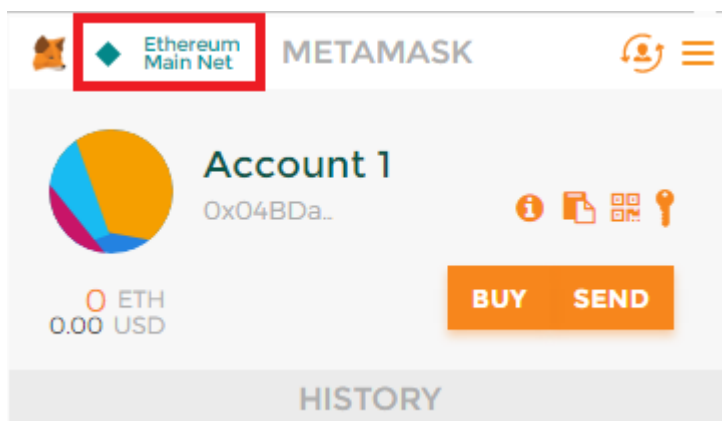 Ethereum
Main Net
METAMASK
Account 1
0x04BDa..
0 ETH
0.00 USD
BUY
SEND
HISTORY